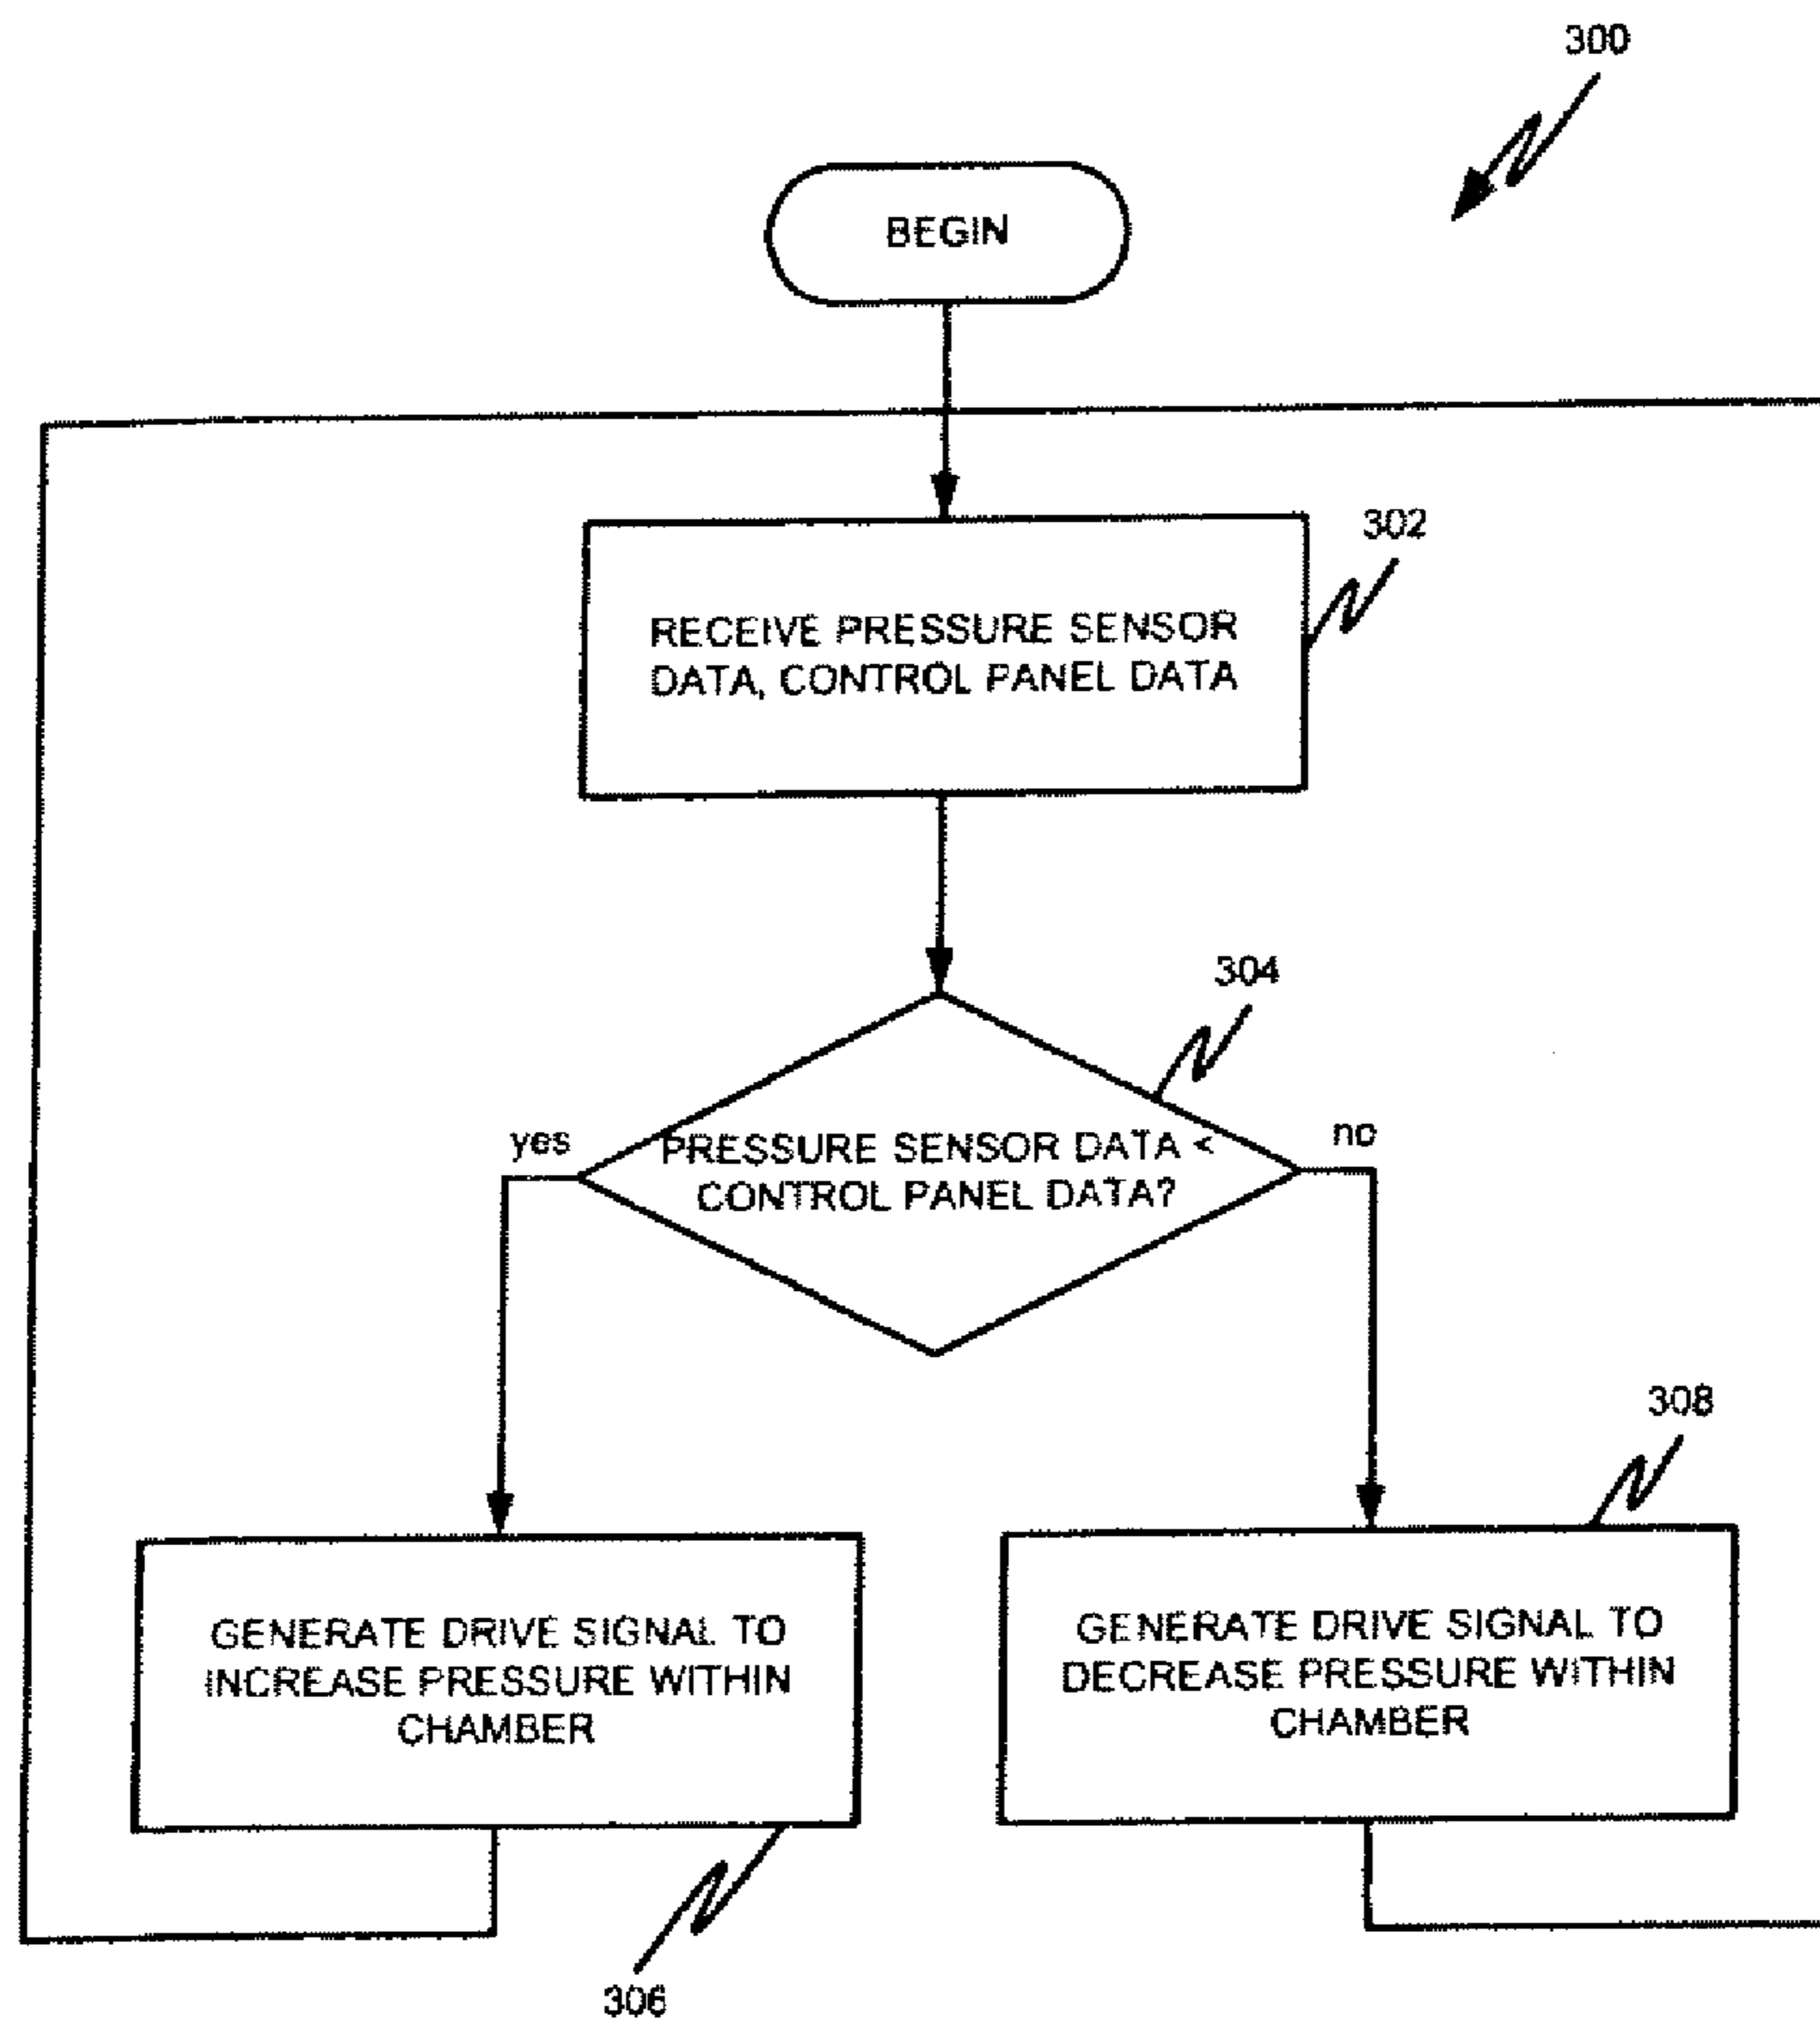 300
BEGIN
302
RECEIVE PRESSURE SENSOR
DATA, CONTROL PANEL DATA
304
yes
PRESSURE SENSOR DATA <
CONTROL PANEL DATA?
no
308
GENERATE DRIVE SIGNAL TO
INCREASE PRESSURE WITHIN
CHAMBER
GENERATE DRIVE SIGNAL TO
DECREASE PRESSURE WITHIN
CHAMBER
306